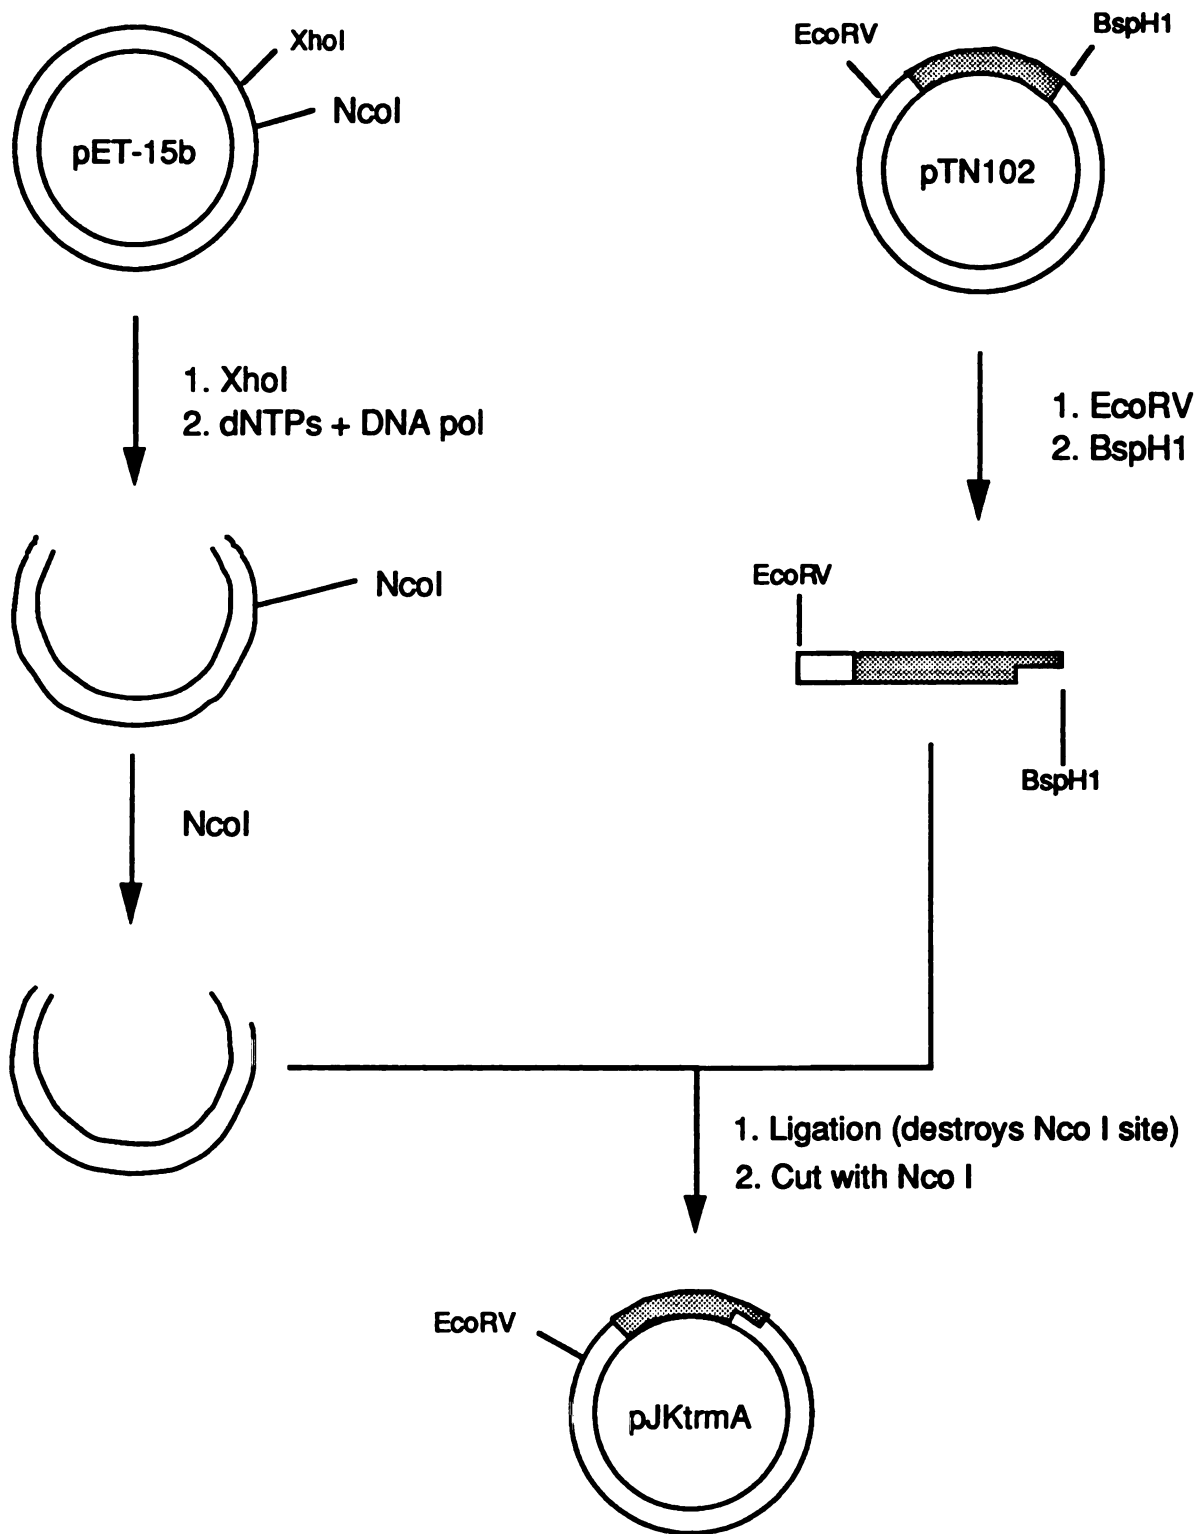 XhoI
NcoI
pET-15b
EcoRV
BspH1
pTN102
1. XhoI
2. dNTPs + DNA pol
1. EcoRV
2. BspH1
NcoI
EcoRV
BspH1
NcoI
1. Ligation (destroys Nco I site)
2. Cut with Nco I
EcoRV
pJKtrmA